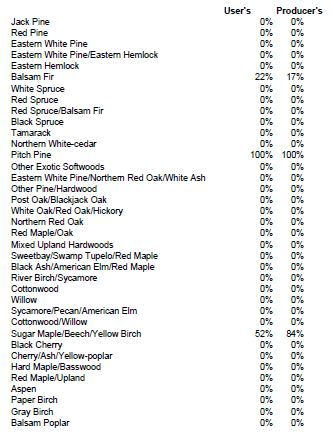 User's Producer's
Jack Pine 0% 0%
Red Pine 0% 0%
Eastern White Pine 0% 0%
Eastern White Pine/Eastern Hemlock 0% 0%
Eastern Hemlock 0% 0%
Balsam Fir 22% 17%
White Spruce 0% 0%
Red Spruce 0% 0%
Red Spruce/Balsam Fir 0% 0%
Black Spruce 0% 0%
Tamarack 0% 0%
Northern White-cedar 0% 0%
Pitch Pine 100% 100%
Other Exotic Softwoods 0% 0%
Eastern White Pine/Northern Red Oak/White Ash 0% 0%
Other Pine/Hardwood 0% 0%
Post Oak/Blackjack Oak 0% 0%
White Oak/Red Oak/Hickory 0% 0%
Northern Red Oak 0% 0%
Red Maple/Oak 0% 0%
Mixed Upland Hardwoods 0% 0%
Sweetbay/Swamp Tupelo/Red Maple 0% 0%
Black Ash/American Elm/Red Maple 0% 0%
River Birch/Sycamore 0% 0%
Cottonwood 0% 0%
Willow 0% 0%
Sycamore/Pecan/American Elm 0% 0%
Cottonwood/Willow 0% 0%
Sugar Maple/Beech/Yellow Birch 52% 84%
Black Cherry 0% 0%
Cherry/Ash/Yellow-poplar 0% 0%
Hard Maple/Basswood 0% 0%
Red Maple/Upland 0% 0%
Aspen 0% 0%
Paper Birch 0% 0%
Gray Birch 0% 0%
Balsam Poplar 0% 0%